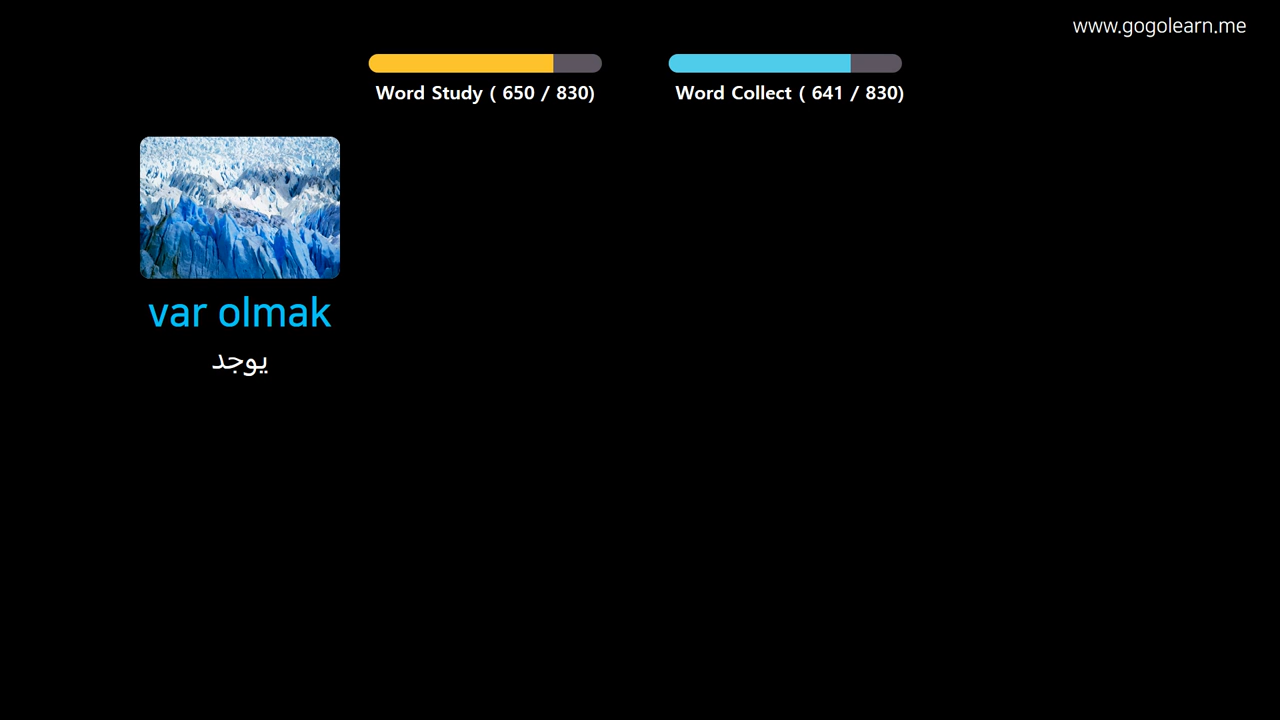 www.gogolearn.me
Word Study ( 650 / 830)
Word Collect ( 641 / 830)
var olmak
يوجد